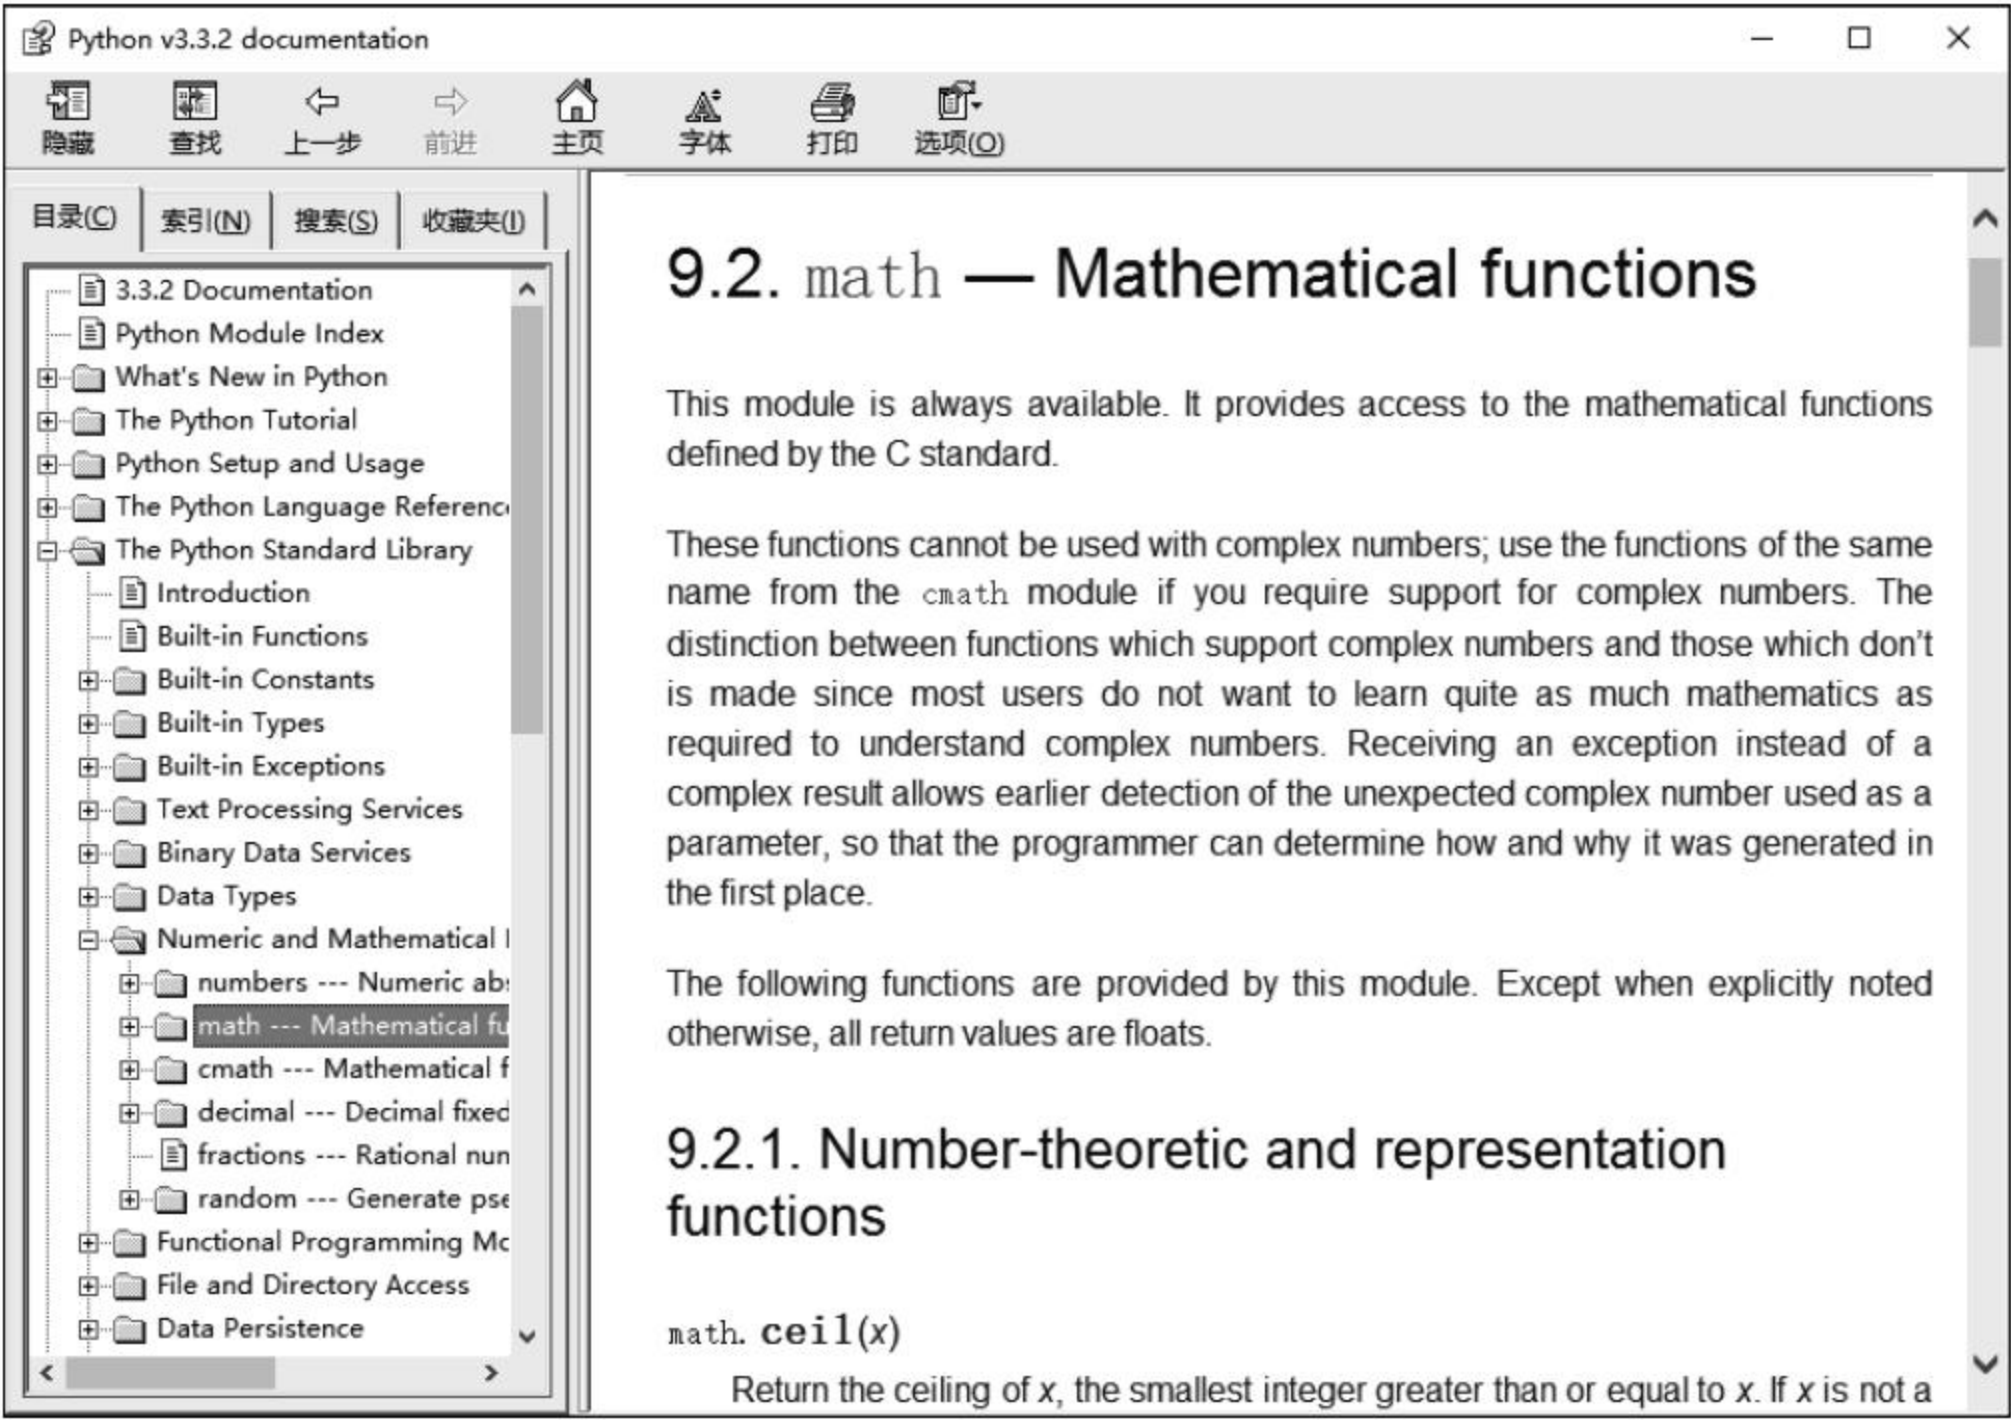 Python v3.3.2 documentation
隐藏 查找 上一步 前进 主页 字体 打印 选项(O)
目录(C) 索引(N) 搜索(S) 收藏夹(I)
3.3.2 Documentation
Python Module Index
What's New in Python
The Python Tutorial
Python Setup and Usage
The Python Language Referenc
The Python Standard Library
Introduction
Built-in Functions
Built-in Constants
Built-in Types
Built-in Exceptions
Text Processing Services
Binary Data Services
Data Types
Numeric and Mathematical
numbers --- Numeric abs
math --- Mathematical fu
cmath --- Mathematical f
decimal --- Decimal fixed
fractions --- Rational nun
random --- Generate pse
Functional Programming Mo
File and Directory Access
Data Persistence
9.2. math — Mathematical functions
This module is always available. It provides access to the mathematical functions
defined by the C standard.
These functions cannot be used with complex numbers; use the functions of the same
name from the cmath module if you require support for complex numbers. The
distinction between functions which support complex numbers and those which don't
is made since most users do not want to learn quite as much mathematics as
required to understand complex numbers. Receiving an exception instead of a
complex result allows earlier detection of the unexpected complex number used as a
parameter, so that the programmer can determine how and why it was generated in
the first place.
The following functions are provided by this module. Except when explicitly noted
otherwise, all return values are floats.
9.2.1. Number-theoretic and representation
functions
math. ceil(x)
Return the ceiling of x, the smallest integer greater than or equal to x. If x is not a